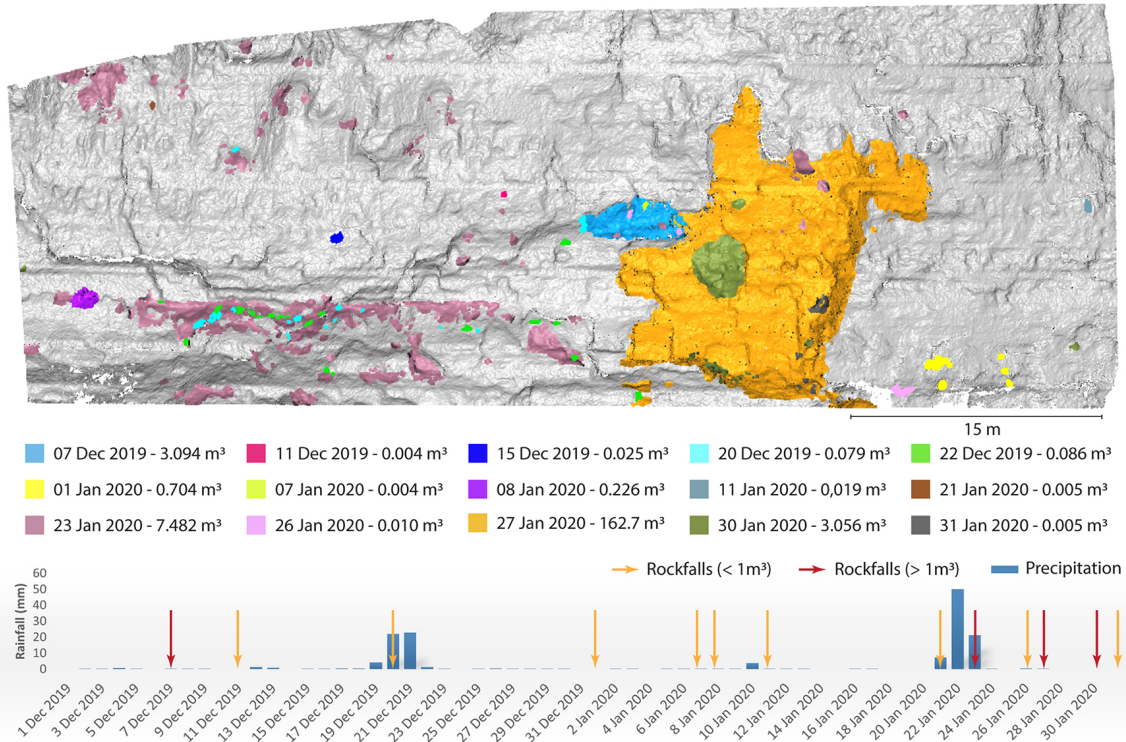 15 m
07 Dec 2019 - 3.094 m³ 11 Dec 2019 - 0.004 m³ 15 Dec 2019 - 0.025 m³ 20 Dec 2019 - 0.079 m³ 22 Dec 2019 - 0.086 m³
01 Jan 2020 - 0.704 m³ 07 Jan 2020 - 0.004 m³ 08 Jan 2020 - 0.226 m³ 11 Jan 2020 - 0,019 m³ 21 Jan 2020 - 0.005 m³
23 Jan 2020 - 7.482 m³ 26 Jan 2020 - 0.010 m³ 27 Jan 2020 - 162.7 m³ 30 Jan 2020 - 3.056 m³ 31 Jan 2020 - 0.005 m³
Rockfalls (< 1m³) Rockfalls (> 1m³) Precipitation
Rainfall (mm)
60
50
40
30
20
10
0
1 Dec 2019 3 Dec 2019 5 Dec 2019 7 Dec 2019 9 Dec 2019 11 Dec 2019 13 Dec 2019 15 Dec 2019 17 Dec 2019 19 Dec 2019 21 Dec 2019 23 Dec 2019 25 Dec 2019 27 Dec 2019 29 Dec 2019 31 Dec 2019 2 Jan 2020 4 Jan 2020 6 Jan 2020 8 Jan 2020 10 Jan 2020 12 Jan 2020 14 Jan 2020 16 Jan 2020 18 Jan 2020 20 Jan 2020 22 Jan 2020 24 Jan 2020 26 Jan 2020 28 Jan 2020 30 Jan 2020